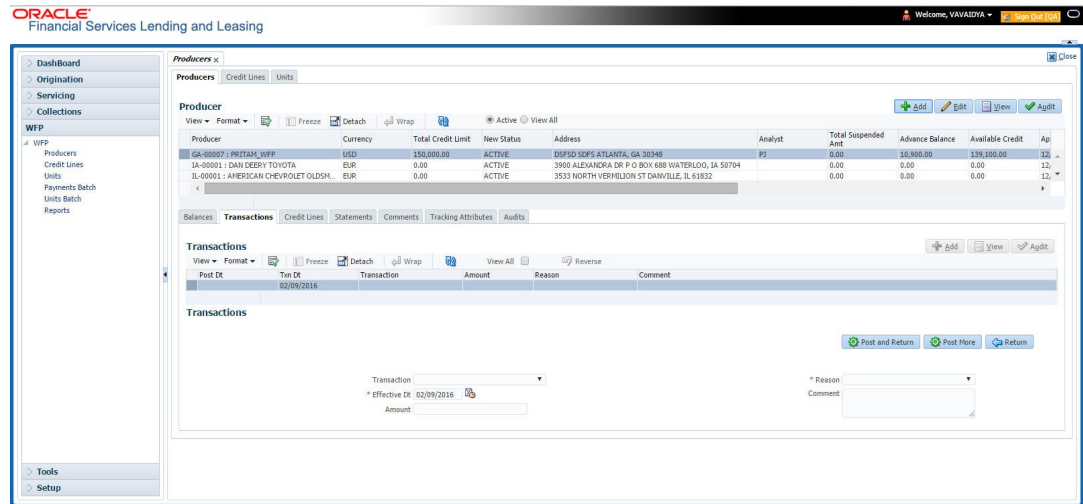 ORACLE'
Financial Services Lending and Leasing
Welcome, VAVAIDYA
Sign Out [QA]
Close
DashBoard
Origination
Servicing
Collections
WFP
WFP
Producers
Credit Lines
Units
Payments Batch
Units Batch
Reports
Tools
Setup
Producers x
Producers Credit Lines Units
Producer
Add Edit View Audit
View Format Freeze Detach Wrap Active View All
Producer Currency Total Credit Limit New Status Address Analyst Total Suspended Amt Advance Balance Available Credit Ap
GA-00007 : PRITAM_WFP USD 150,000.00 ACTIVE DSFSD SDFS ATLANTA, GA 30348 PJ 0.00 10,900.00 139,100.00 12/
IA-00001 : DAN DEERY TOYOTA EUR 0.00 ACTIVE 3900 ALEXANDRA DR P O BOX 688 WATERLOO, IA 50704 0.00 0.00 0.00 12/
IL-00001 : AMERICAN CHEVROLET OLDSM... EUR 0.00 ACTIVE 3533 NORTH VERMILION ST DANVILLE, IL 61832 0.00 0.00 0.00 12/
Balances Transactions Credit Lines Statements Comments Tracking Attributes Audits
Transactions
Add View Audit
View Format Freeze Detach Wrap View All Reverse
Post Dt Txn Dt Transaction Amount Reason Comment
02/09/2016
Transactions
Post and Return Post More Return
Transaction
* Reason
* Effective Dt 02/09/2016
Comment
Amount